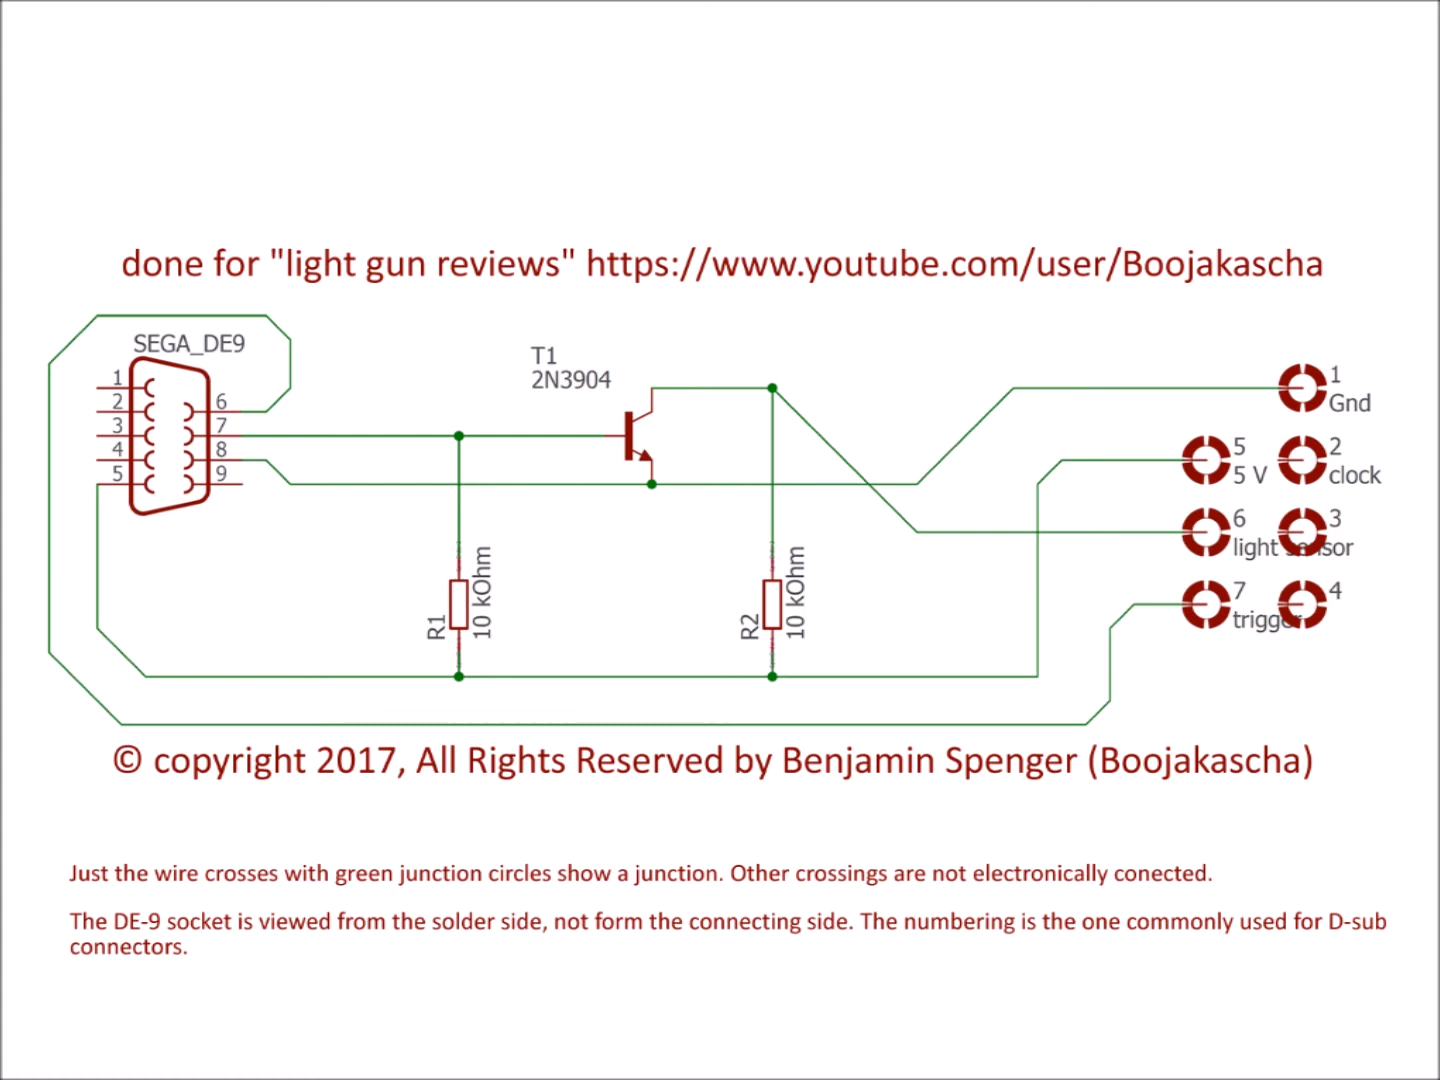 done for "light gun reviews" https://www.youtube.com/user/Boojakascha
SEGA_DE9
1
2
3
4
5
6
7
8
9
T1
2N3904
R1
10 kOhm
R2
10 kOhm
1
Gnd
5
5 V
2
clock
6
light sensor
3
7
trigger
4
© copyright 2017, All Rights Reserved by Benjamin Spenger (Boojakascha)
Just the wire crosses with green junction circles show a junction. Other crossings are not electronically conected.
The DE-9 socket is viewed from the solder side, not form the connecting side. The numbering is the one commonly used for D-sub
connectors.